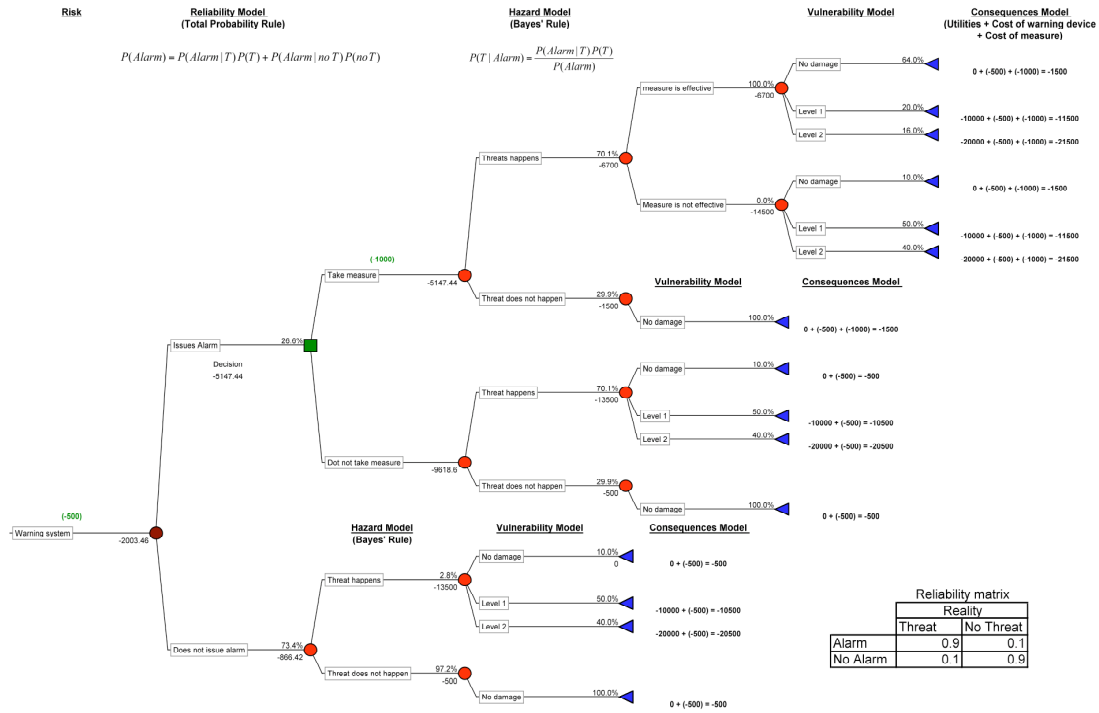 Risk
Reliability Model
(Total Probability Rule)
Hazard Model
(Bayes' Rule)
Vulnerability Model
Consequences Model
(Utilities + Cost of warning device
+ Cost of measure)
P(Alarm) = P(Alarm | T) P(T) + P(Alarm | no T) P(no T)
P(T | Alarm) = P(Alarm | T) P(T)
P(Alarm)
No damage
64.0%
0 + (-500) + (-1000) = -1500
measure is effective
100.0%
-6700
Level 1
20.0%
-10000 + (-500) + (-1000) = -11500
Level 2
16.0%
-20000 + (-500) + (-1000) = -21500
Threats happens
70.1%
-6700
No damage
10.0%
0 + (-500) + (-1000) = -1500
Measure is not effective
0.0%
-14500
Level 1
50.0%
-10000 + (-500) + (-1000) = -11500
Level 2
40.0%
20000 + (-500) + (-1000) = -21500
(-1000)
Take measure
-5147.44
Vulnerability Model
Consequences Model
Threat does not happen
29.9%
-1500
No damage
100.0%
0 + (-500) + (-1000) = -1500
Issues Alarm
26.6%
Decision
-5147.44
No damage
10.0%
0 + (-500) = -500
Threat happens
70.1%
-13500
Level 1
50.0%
-10000 + (-500) = -10500
Level 2
40.0%
-20000 + (-500) = -20500
Dot not take measure
-9618.6
Threat does not happen
29.9%
-500
No damage
100.0%
0 + (-500) = -500
(-500)
Warning system
-2003.46
Hazard Model
(Bayes' Rule)
Vulnerability Model
Consequences Model
No damage
10.0%
0
0 + (-500) = -500
Threat happens
2.8%
-13500
Level 1
50.0%
-10000 + (-500) = -10500
Level 2
40.0%
-20000 + (-500) = -20500
Does not issue alarm
73.4%
-866.42
Threat does not happen
97.2%
-500
No damage
100.0%
0 + (-500) = -500
Reliability matrix
Reality
Threat No Threat
Alarm 0.9 0.1
No Alarm 0.1 0.9